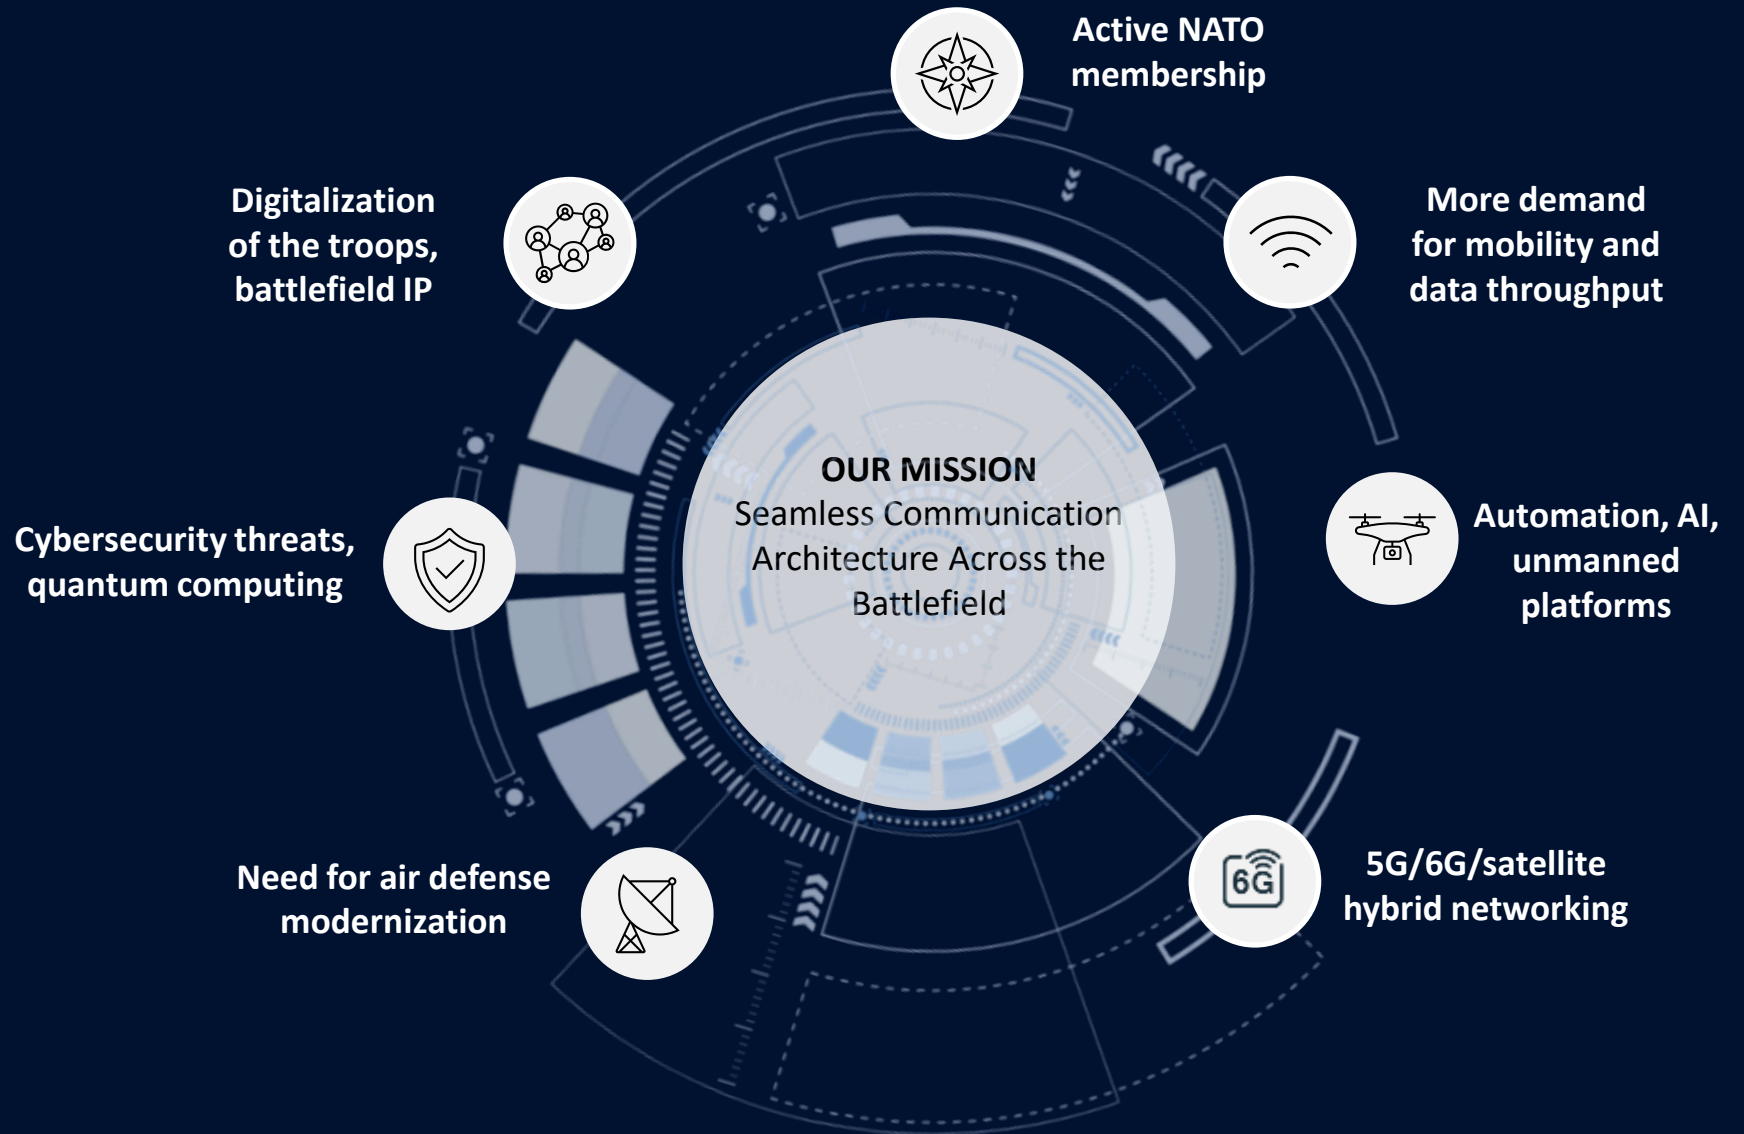 Active NATO
membership
Digitalization
of the troops,
battlefield IP
More demand
for mobility and
data throughput
OUR MISSION
Seamless Communication
Architecture Across the
Battlefield
Cybersecurity threats,
quantum computing
Automation, AI,
unmanned
platforms
Need for air defense
modernization
6G
5G/6G/satellite
hybrid networking